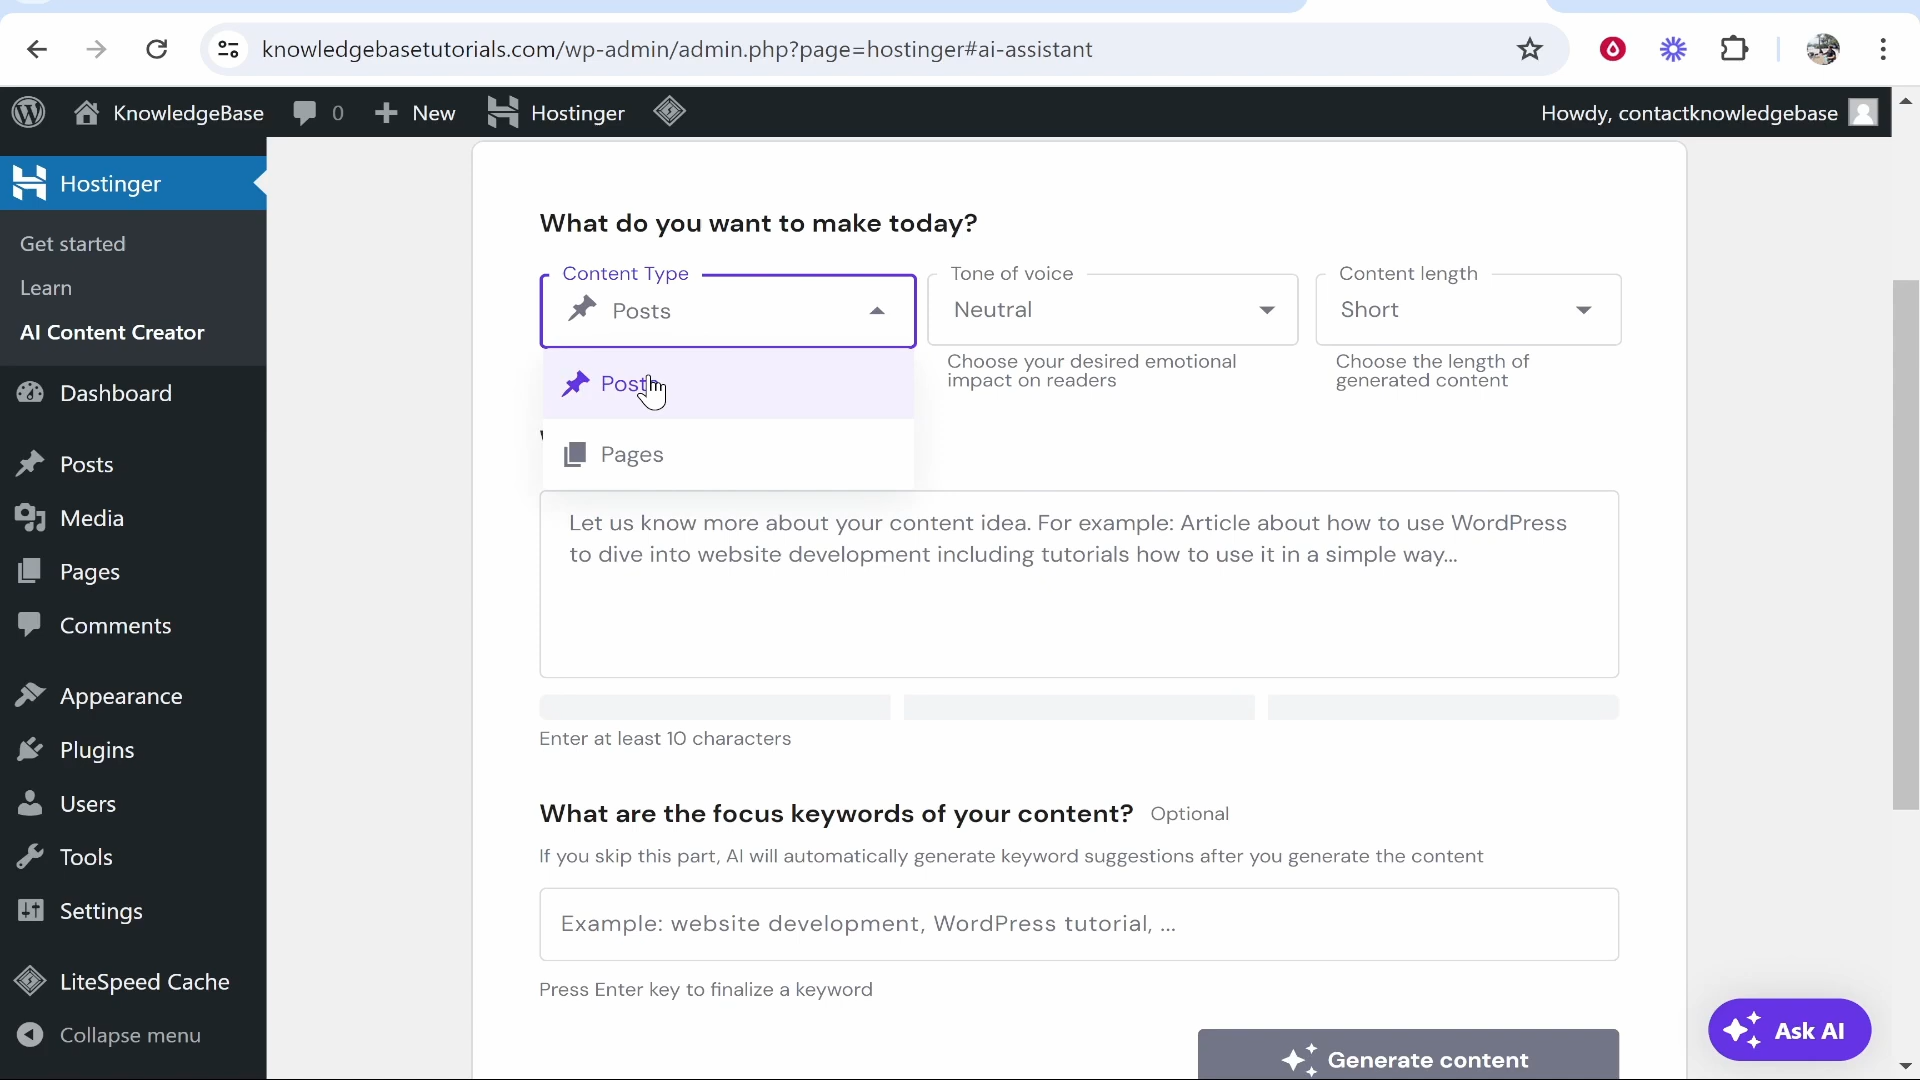 knowledgebasetutorials.com/wp-admin/admin.php?page=hostinger#ai-assistant
KnowledgeBase
0
New
Hostinger
Howdy, contactknowledgebase
Hostinger
Get started
Learn
AI Content Creator
Dashboard
Posts
Media
Pages
Comments
Appearance
Plugins
Users
Tools
Settings
LiteSpeed Cache
Collapse menu
What do you want to make today?
Content Type
Posts
Posts
Pages
Tone of voice
Neutral
Choose your desired emotional
impact on readers
Content length
Short
Choose the length of
generated content
Let us know more about your content idea. For example: Article about how to use WordPress
to dive into website development including tutorials how to use it in a simple way...
Enter at least 10 characters
What are the focus keywords of your content? Optional
If you skip this part, AI will automatically generate keyword suggestions after you generate the content
Example: website development, WordPress tutorial, ...
Press Enter key to finalize a keyword
Generate content
Ask AI